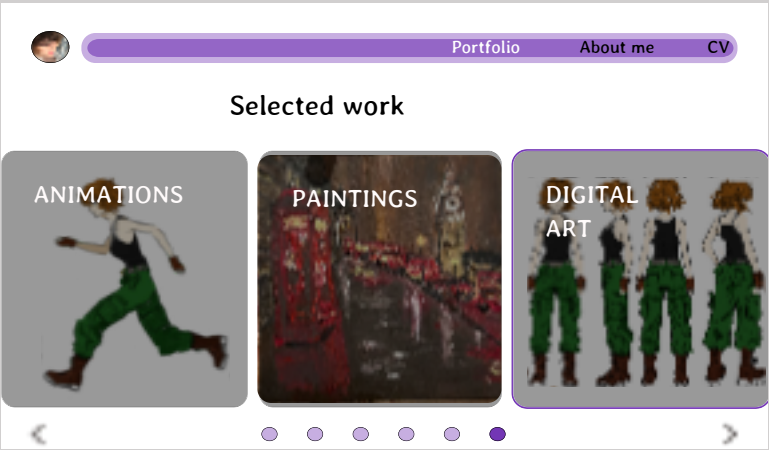 Portfolio About me CV
Selected work
ANIMATIONS
PAINTINGS
DIGITAL
ART